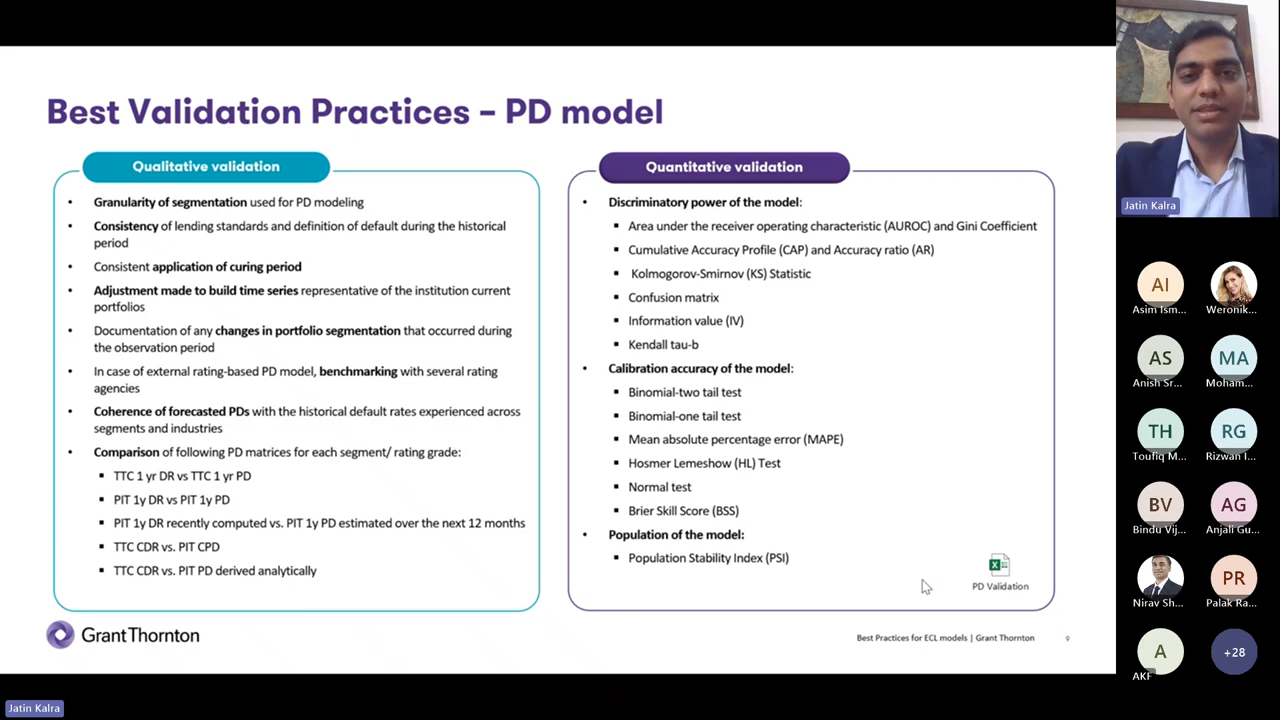 Best Validation Practices – PD model
Qualitative validation
• Granularity of segmentation used for PD modeling
• Consistency of lending standards and definition of default during the historical
period
• Consistent application of curing period
• Adjustment made to build time series representative of the institution current
portfolios
• Documentation of any changes in portfolio segmentation that occurred during
the observation period
• In case of external rating-based PD model, benchmarking with several rating
agencies
• Coherence of forecasted PDs with the historical default rates experienced across
segments and industries
• Comparison of following PD matrices for each segment/ rating grade:
▪ TTC 1 yr DR vs TTC 1 yr PD
▪ PIT 1y DR vs PIT 1y PD
▪ PIT 1y DR recently computed vs. PIT 1y PD estimated over the next 12 months
▪ TTC CDR vs. PIT CPD
▪ TTC CDR vs. PIT PD derived analytically
Quantitative validation
• Discriminatory power of the model:
▪ Area under the receiver operating characteristic (AUROC) and Gini Coefficient
▪ Cumulative Accuracy Profile (CAP) and Accuracy ratio (AR)
▪ Kolmogorov-Smirnov (KS) Statistic
▪ Confusion matrix
▪ Information value (IV)
▪ Kendall tau-b
• Calibration accuracy of the model:
▪ Binomial-two tail test
▪ Binomial-one tail test
▪ Mean absolute percentage error (MAPE)
▪ Hosmer Lemeshow (HL) Test
▪ Normal test
▪ Brier Skill Score (BSS)
• Population of the model:
▪ Population Stability Index (PSI)
PD Validation
Grant Thornton
Best Practices for ECL models | Grant Thornton 9
Jatin Kalra
AI
Asim Ism...
Weronik...
AS
Anish Sr...
MA
Moham...
TH
Toufiq M...
RG
Rizwan I...
BV
Bindu Vij...
AG
Anjali Gu...
Nirav Sh...
PR
Palak Ra...
A
AKF
+28
Jatin Kalra